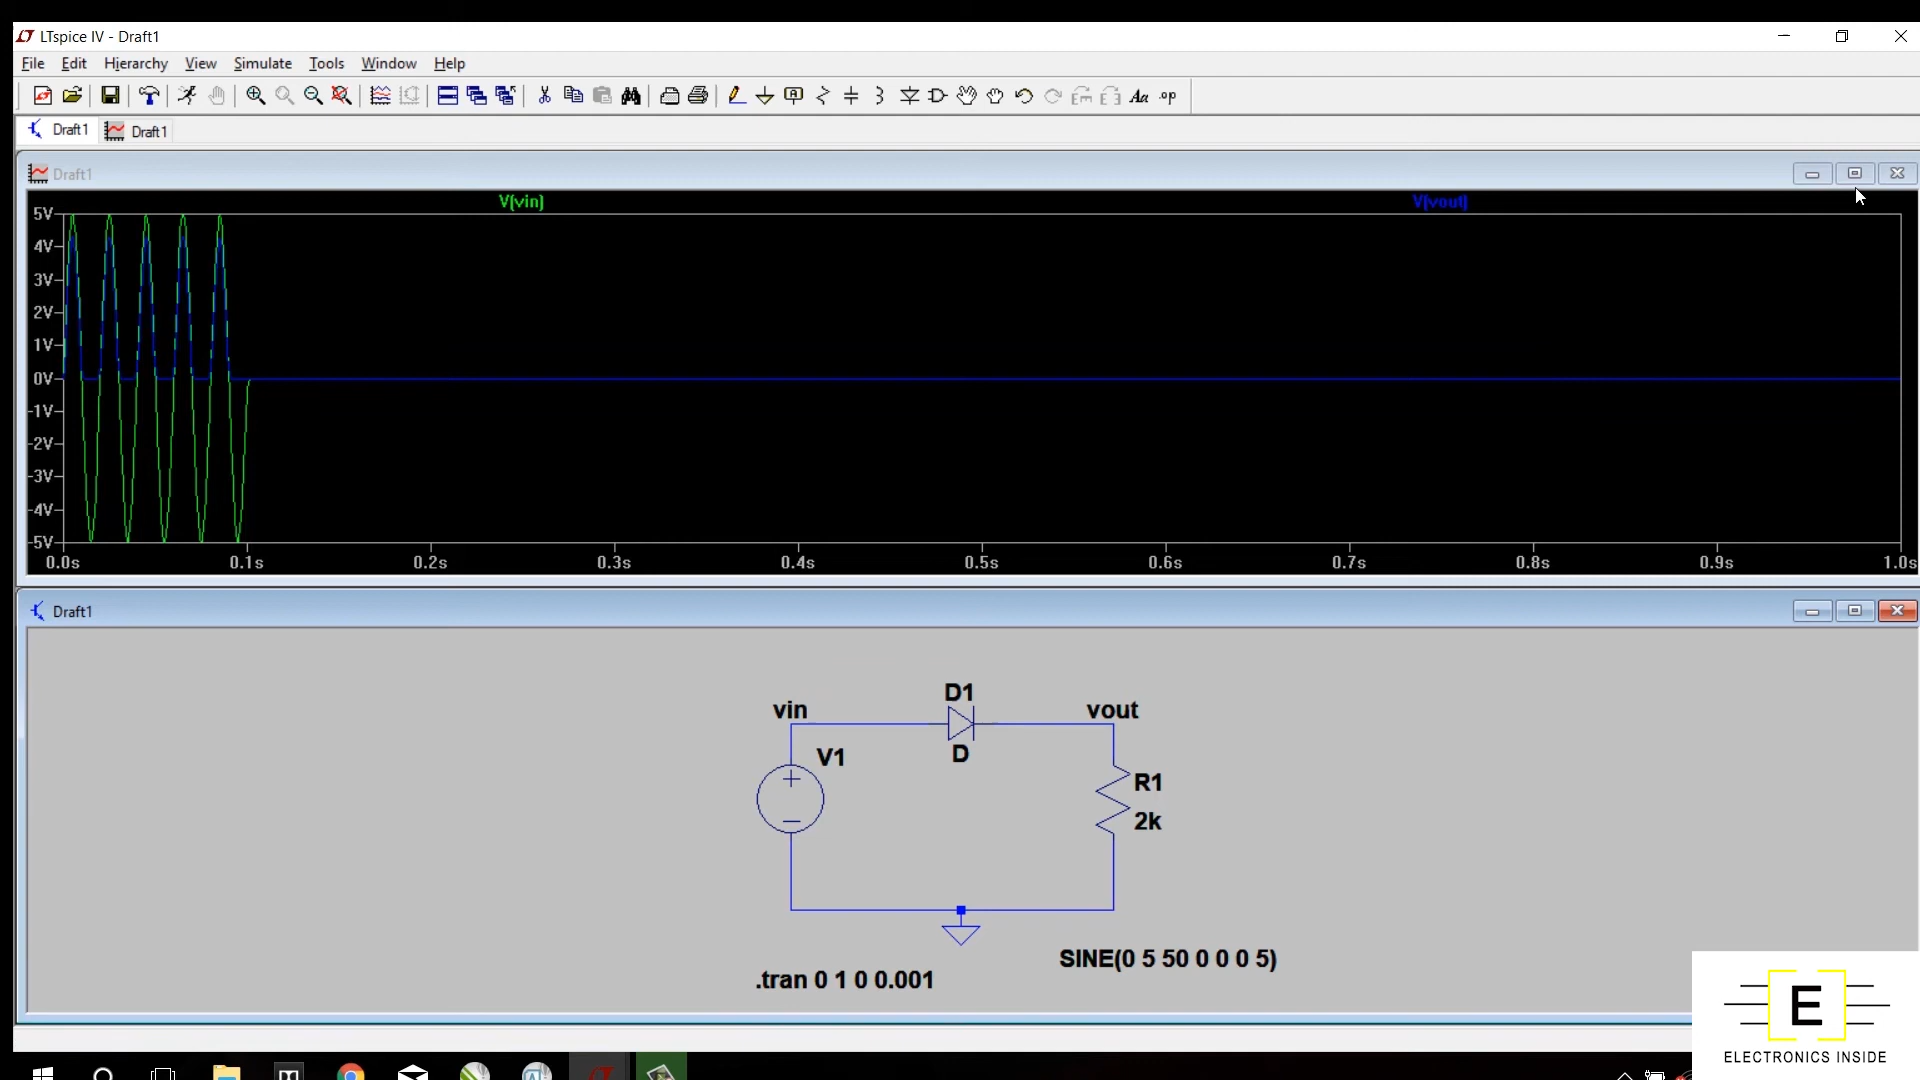 LTspice IV - Draft1
File Edit Hierarchy View Simulate Tools Window Help
Aa .op
Draft1 Draft1
Draft1
V(vin) V(vout)
5V
4V
3V
2V
1V
0V
-1V
-2V
-3V
-4V
-5V
0.0s 0.1s 0.2s 0.3s 0.4s 0.5s 0.6s 0.7s 0.8s 0.9s 1.0s
Draft1
D1
vin vout
V1 D
R1
2k
SINE(0 5 50 0 0 0 5)
.tran 0 1 0 0.001
E
ELECTRONICS INSIDE